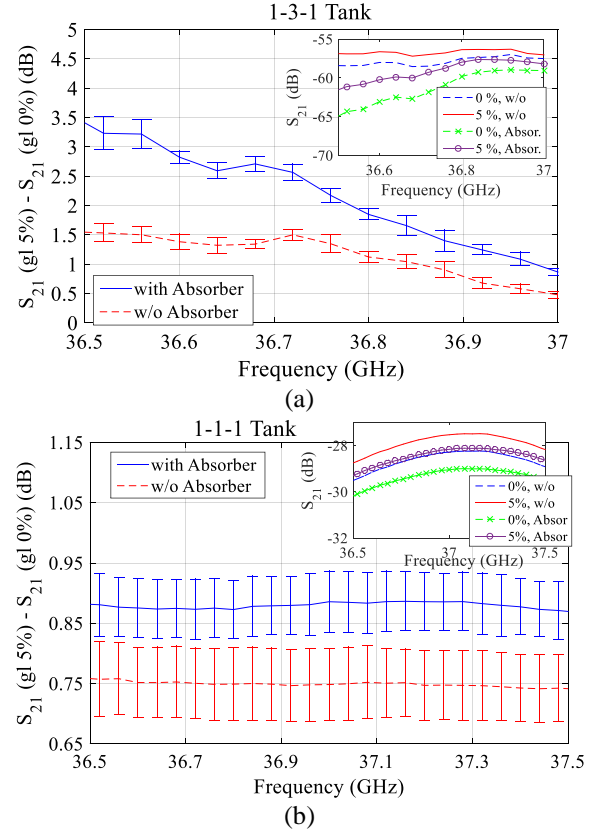 1-3-1 Tank
S21 (gl 5%) - S21 (gl 0%) (dB)
5
4.5
4
3.5
3
2.5
2
1.5
1
0.5
0
36.5
36.6
36.7
36.8
36.9
37
Frequency (GHz)
with Absorber
w/o Absorber
S21 (dB)
-55
-60
-65
-70
36.6
36.8
37
Frequency (GHz)
0 %, w/o
5 %, w/o
0 %, Absor.
5 %, Absor.
(a)
1-1-1 Tank
S21 (gl 5%) - S21 (gl 0%) (dB)
1.15
1.05
0.95
0.85
0.75
0.65
36.5
36.7
36.9
37.1
37.3
37.5
Frequency (GHz)
with Absorber
w/o Absorber
S21 (dB)
-28
-30
-32
36.5
37
37.5
Frequency (GHz)
0%, w/o
5%, w/o
0%, Absor
5%, Absor
(b)